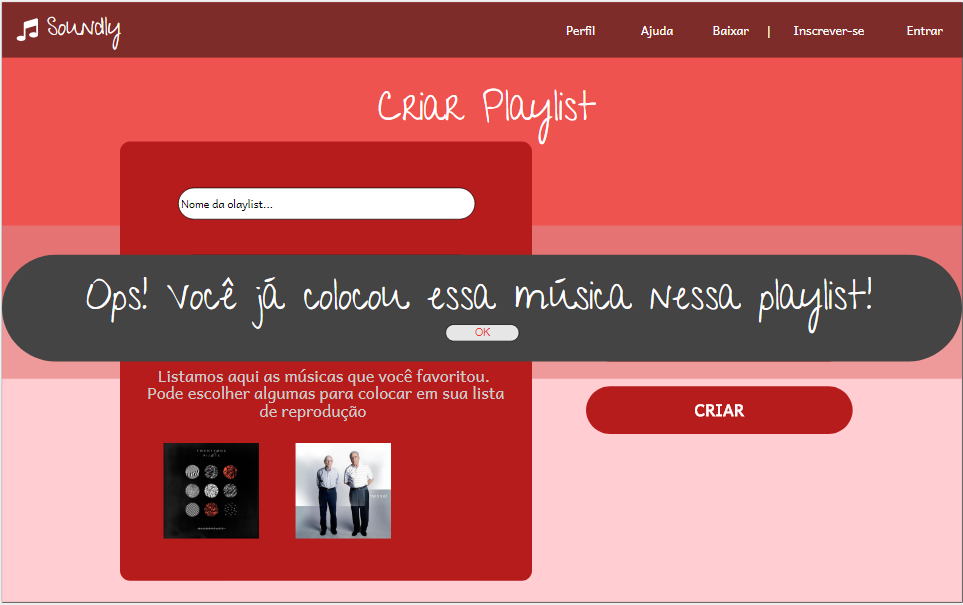 Soundly
Perfil Ajuda Baixar | Inscrever-se Entrar
Criar Playlist
Nome da olaylist...
Ops! Você já colocou essa música nessa playlist!
OK
Listamos aqui as músicas que você favoritou.
Pode escolher algumas para colocar em sua lista
de reprodução
CRIAR